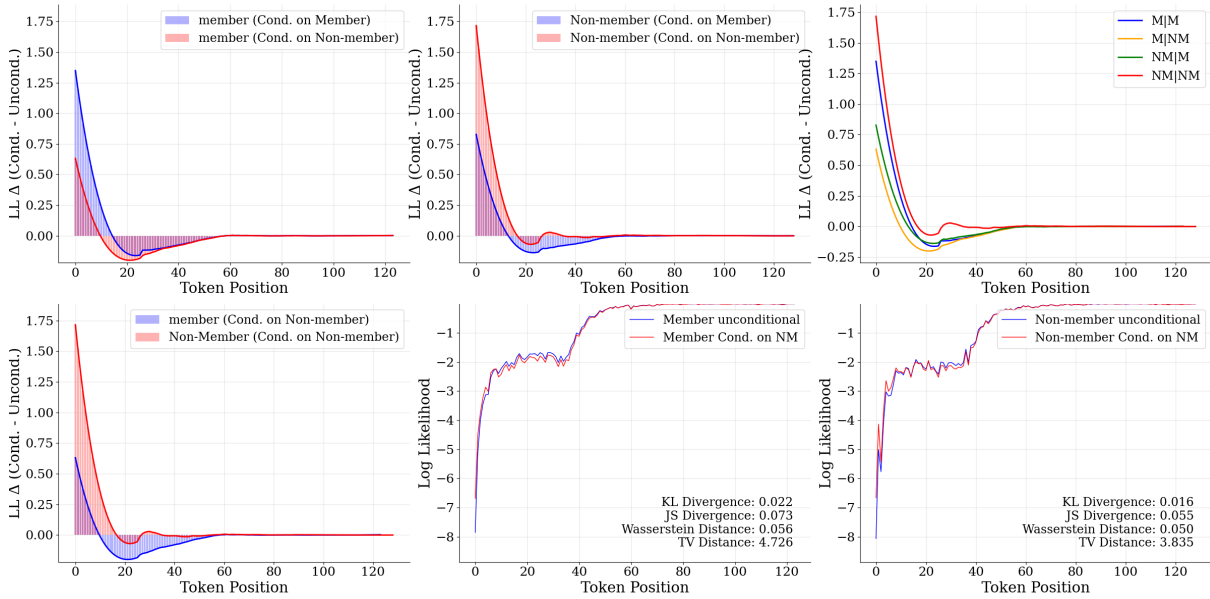 1.75
1.50
1.25
1.00
0.75
0.50
0.25
0.00
LL Δ (Cond. - Uncond.)
member (Cond. on Member)
member (Cond. on Non-member)
0 20 40 60 80 100 120
Token Position
1.75
1.50
1.25
1.00
0.75
0.50
0.25
0.00
LL Δ (Cond. - Uncond.)
Non-member (Cond. on Member)
Non-member (Cond. on Non-member)
0 20 40 60 80 100 120
Token Position
1.75
1.50
1.25
1.00
0.75
0.50
0.25
0.00
−0.25
LL Δ (Cond. - Uncond.)
M|M
M|NM
NM|M
NM|NM
0 20 40 60 80 100 120
Token Position
1.75
1.50
1.25
1.00
0.75
0.50
0.25
0.00
LL Δ (Cond. - Uncond.)
member (Cond. on Non-member)
Non-Member (Cond. on Non-member)
0 20 40 60 80 100 120
Token Position
−1
−2
−3
−4
−5
−6
−7
−8
Log Likelihood
Member unconditional
Member Cond. on NM
KL Divergence: 0.022
JS Divergence: 0.073
Wasserstein Distance: 0.056
TV Distance: 4.726
0 20 40 60 80 100 120
Token Position
−1
−2
−3
−4
−5
−6
−7
−8
Log Likelihood
Non-member unconditional
Non-member Cond. on NM
KL Divergence: 0.016
JS Divergence: 0.055
Wasserstein Distance: 0.050
TV Distance: 3.835
0 20 40 60 80 100 120
Token Position